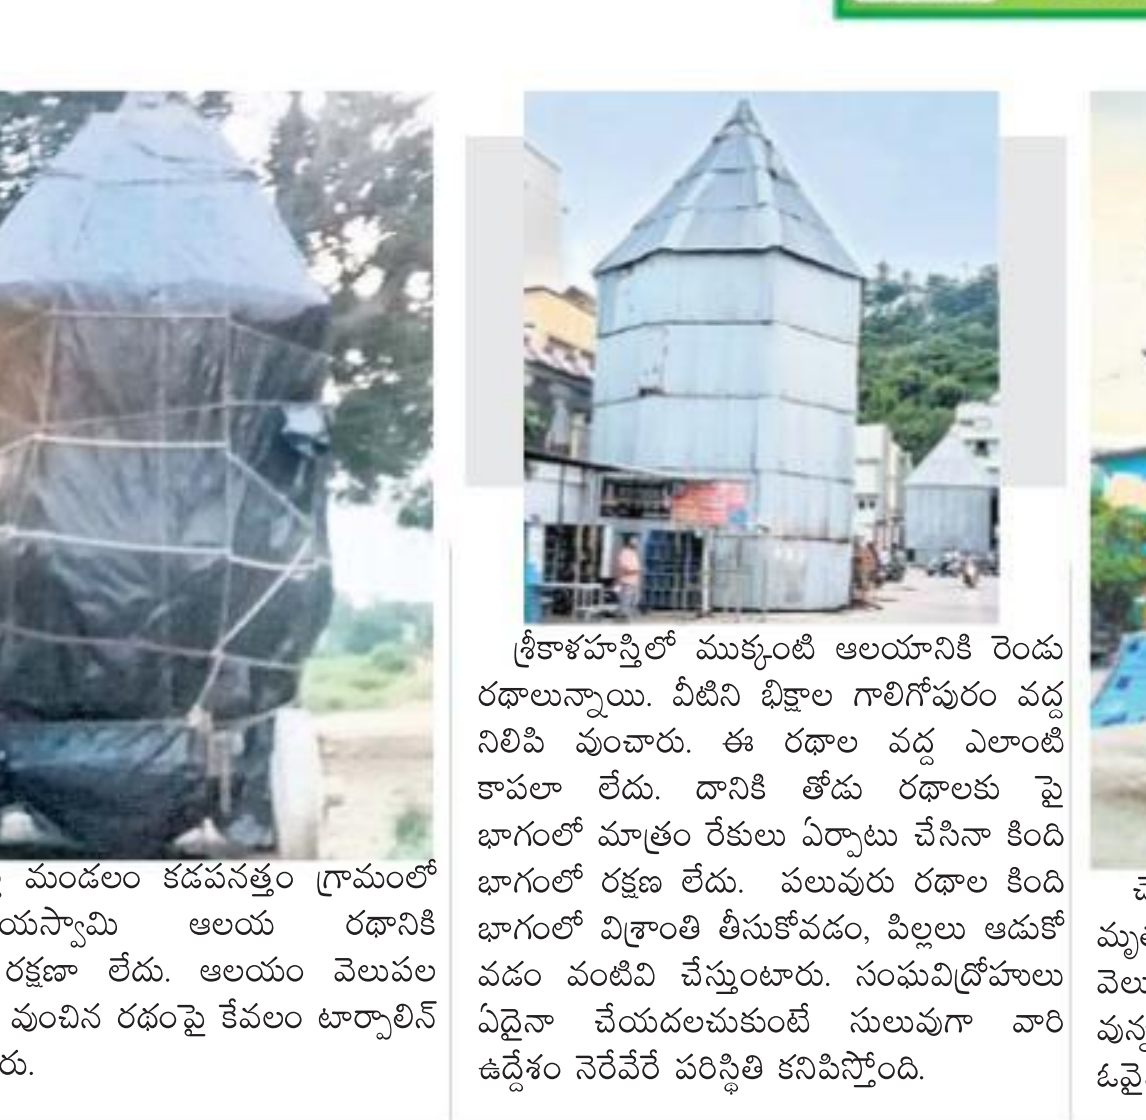 మండలం కడపనత్తం గ్రామంలో
యస్వామి ఆలయ రథానికి
రక్షణా లేదు. ఆలయం వెలుపల
వుంచిన రథంపై కేవలం టార్పాలిన్
రు.
శ్రీకాళహస్తిలో ముక్కంటి ఆలయానికి రెండు
రథాలున్నాయి. వీటిని భిక్షాల గాలిగోపురం వద్ద
నిలిపి వుంచారు. ఈ రథాల వద్ద ఎలాంటి
కాపలా లేదు. దానికి తోడు రథాలకు పై
భాగంలో మాత్రం రేకులు ఏర్పాటు చేసినా కింది
భాగంలో రక్షణ లేదు. పలువురు రథాల కింది
భాగంలో విశ్రాంతి తీసుకోవడం, పిల్లలు ఆడుకో
వడం వంటివి చేస్తుంటారు. సంఘవిద్రోహులు
ఏదైనా చేయదలచుకుంటే సులువుగా వారి
ఉద్దేశం నెరేవేరే పరిస్థితి కనిపిస్తోంది.